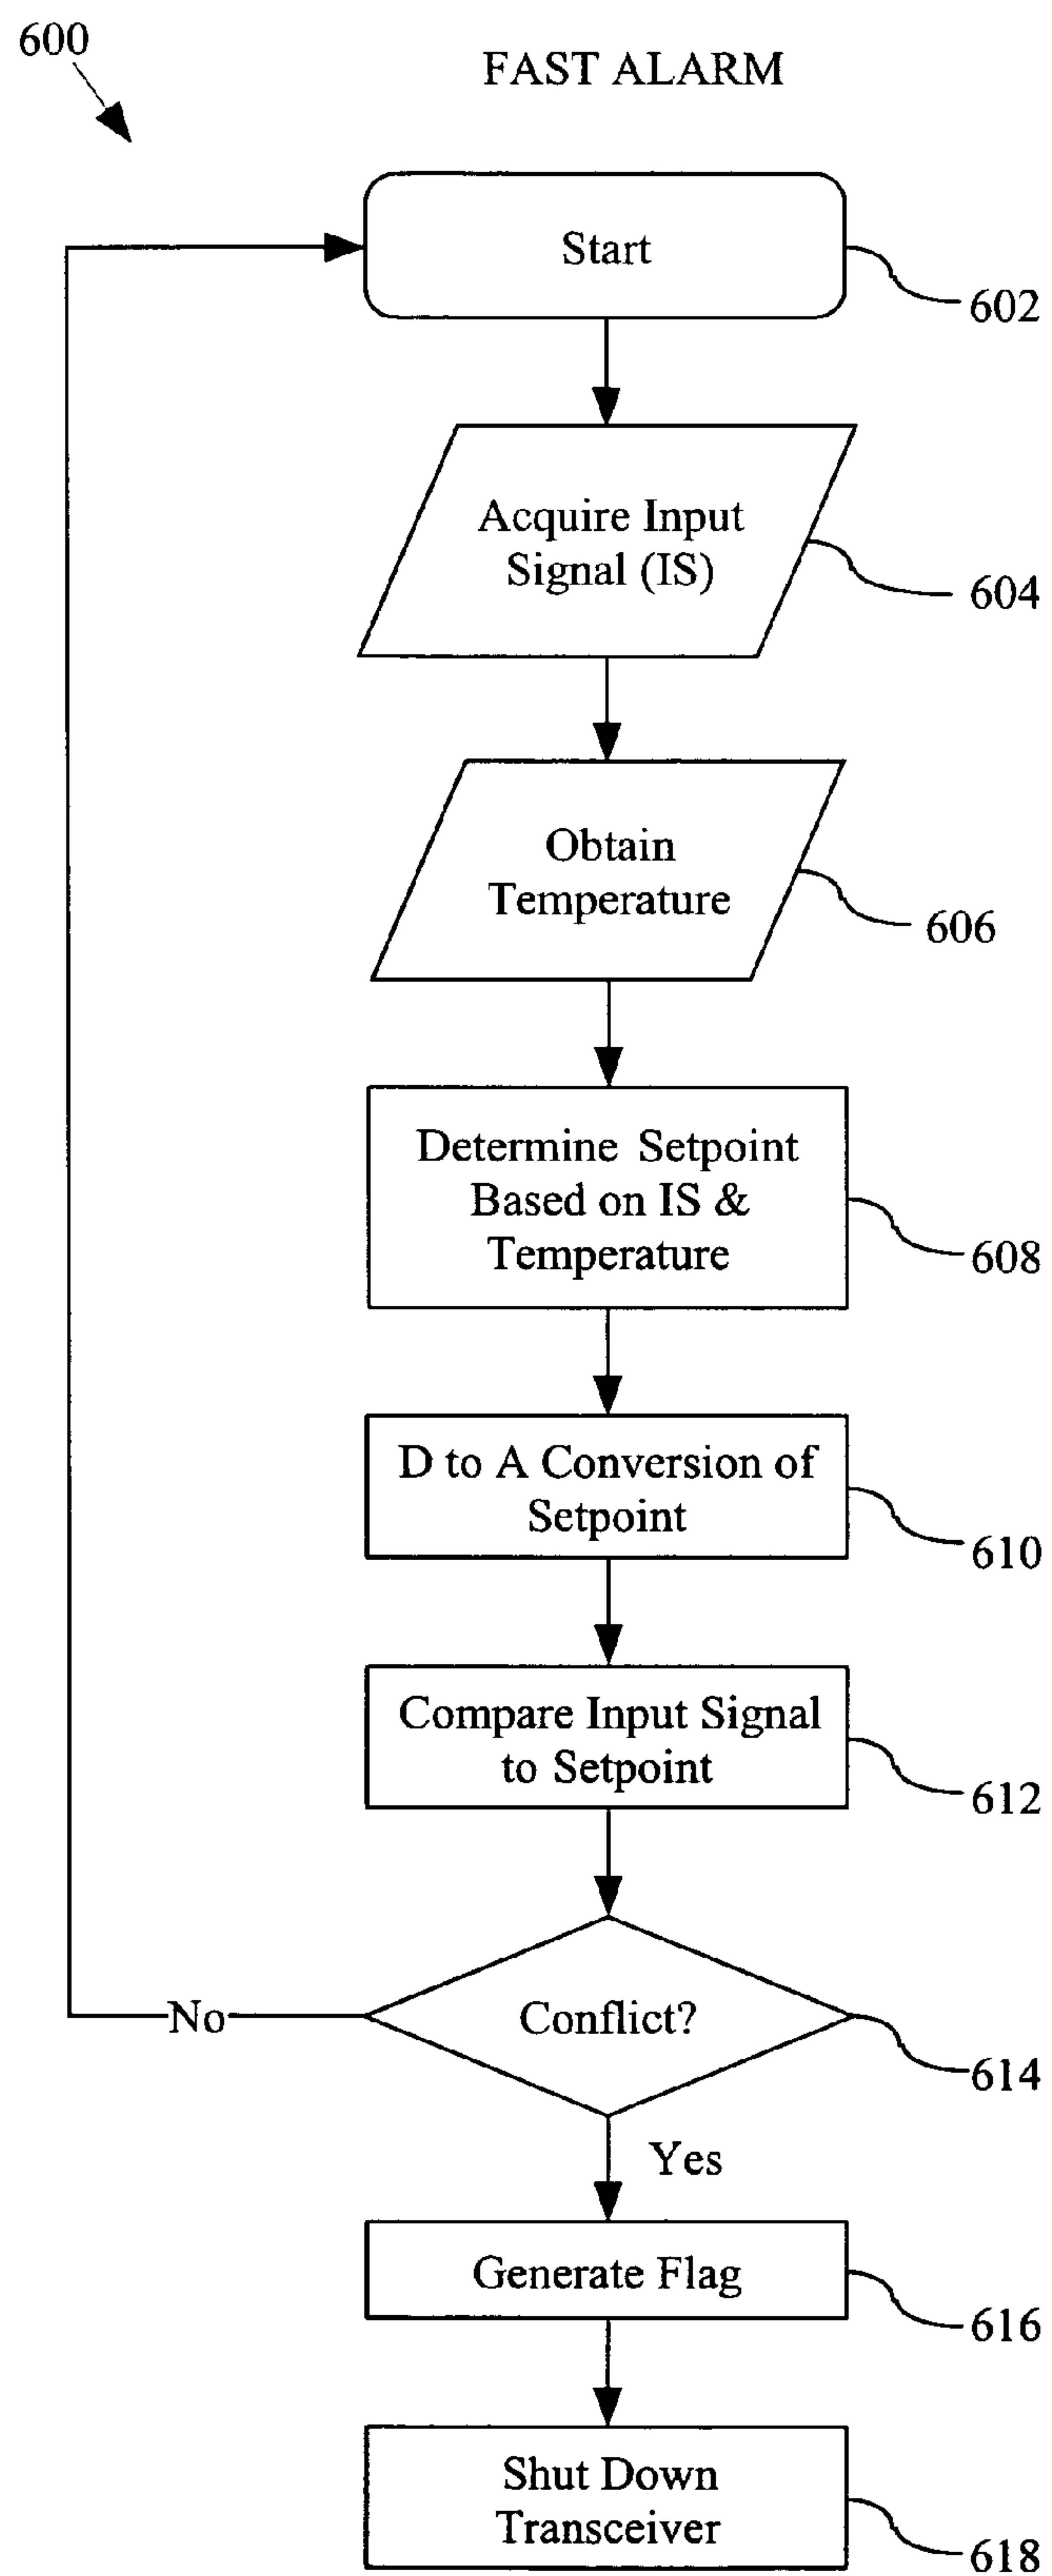 600
FAST ALARM
Start
602
Acquire Input
Signal (IS)
604
Obtain
Temperature
606
Determine Setpoint
Based on IS &
Temperature
608
D to A Conversion of
Setpoint
610
Compare Input Signal
to Setpoint
612
Conflict?
No
614
Yes
Generate Flag
616
Shut Down
Transceiver
618